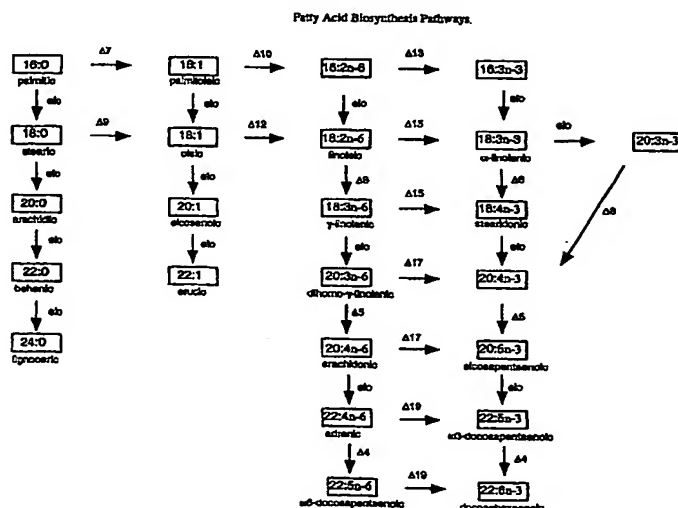 Fatty Acid Biosynthesis Pathways.
Δ7 Δ10 Δ13
16:0 18:1 16:2n-6 16:3n-3
palmitic palmitoleic
elo elo elo elo
Δ9 Δ12 Δ15 elo
18:0 18:1 18:2n-6 18:3n-3 20:3n-3
stearic oleic linoleic α-linolenic
elo elo Δ6 Δ6
Δ15 Δ8
20:0 20:1 18:3n-6 18:4n-3
arachidic eicosenoic γ-linolenic stearidonic
elo elo elo elo
Δ17
22:0 22:1 20:3n-6 20:4n-3
behenic erucic dihomo-γ-linolenic
elo Δ5 Δ5
Δ17
24:0 20:4n-6 20:5n-3
lignoceric arachidonic eicosapentaenoic
elo elo
Δ19
22:4n-6 22:5n-3
adrenic ω3-docosapentaenoic
Δ4 Δ4
Δ19
22:5n-6 22:6n-3
ω6-docosapentaenoic